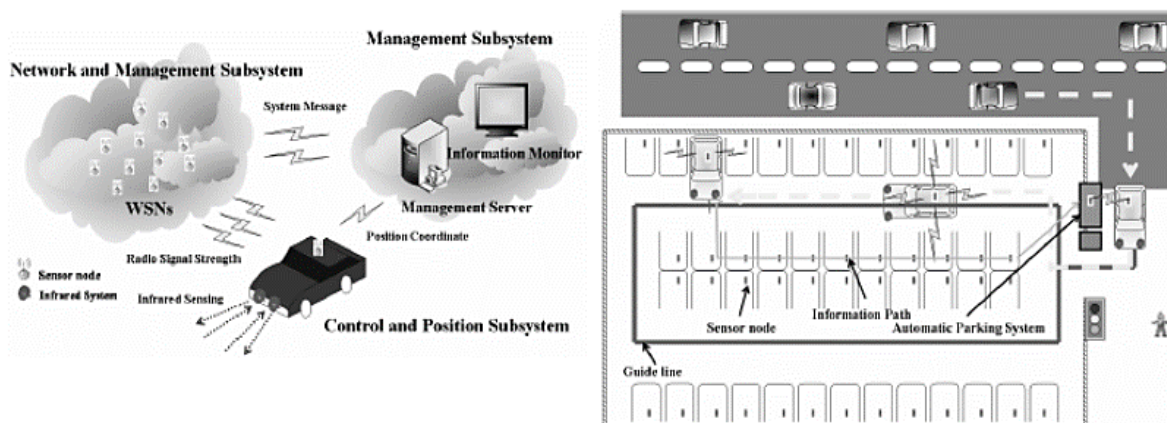 Management Subsystem
Network and Management Subsystem
System Message
Information Monitor
WSNs
Management Server
Position Coordinate
Radio Signal Strength
Sensor node
Infrared System
Infrared Sensing
Control and Position Subsystem
Sensor node
Information Path
Automatic Parking System
Guide line